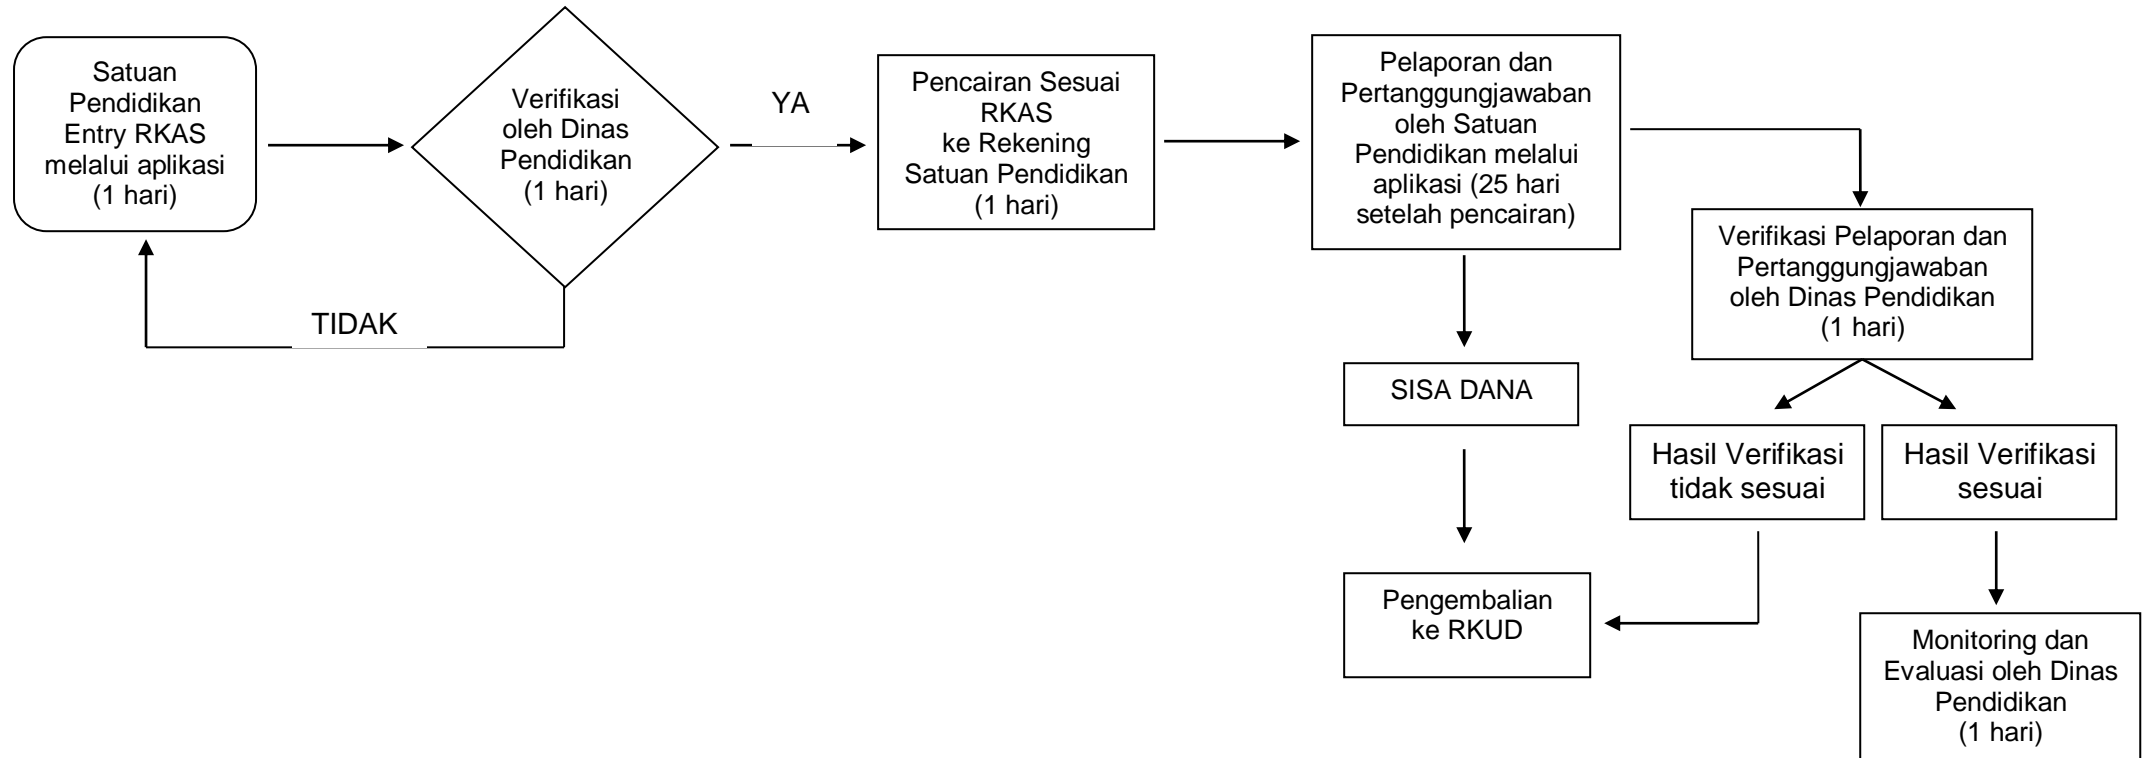 Satuan
Pendidikan
Entry RKAS
melalui aplikasi
(1 hari)
Verifikasi
oleh Dinas
Pendidikan
(1 hari)
YA
TIDAK
Pencairan Sesuai
RKAS
ke Rekening
Satuan Pendidikan
(1 hari)
Pelaporan dan
Pertanggungjawaban
oleh Satuan
Pendidikan melalui
aplikasi (25 hari
setelah pencairan)
Verifikasi Pelaporan dan
Pertanggungjawaban
oleh Dinas Pendidikan
(1 hari)
SISA DANA
Hasil Verifikasi
tidak sesuai
Hasil Verifikasi
sesuai
Pengembalian
ke RKUD
Monitoring dan
Evaluasi oleh Dinas
Pendidikan
(1 hari)